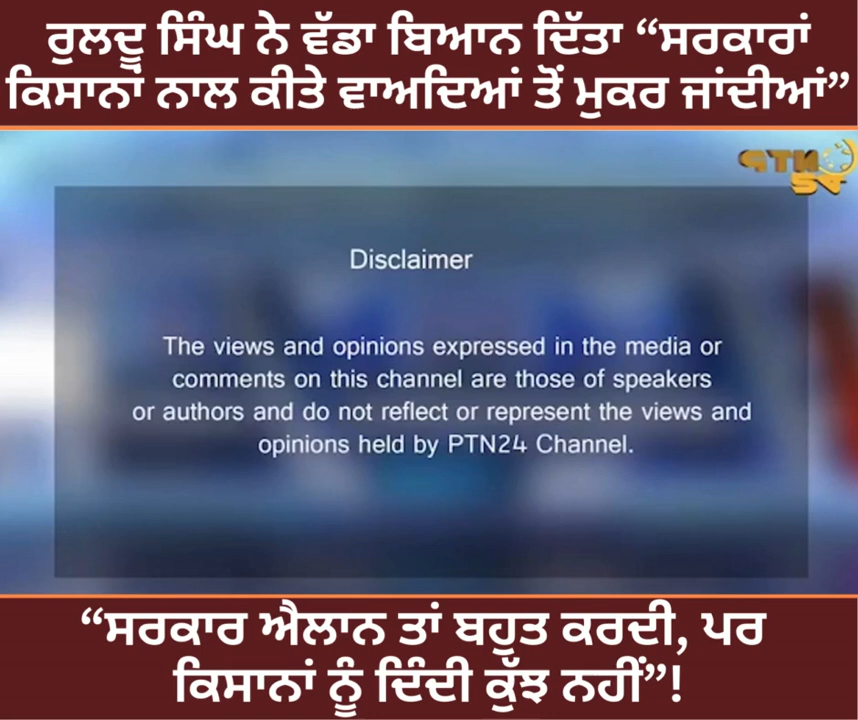 ਰੁਲਦੂ ਸਿੰਘ ਨੇ ਵੱਡਾ ਬਿਆਨ ਦਿੱਤਾ “ਸਰਕਾਰਾਂ
ਕਿਸਾਨਾਂ ਨਾਲ ਕੀਤੇ ਵਾਅਦਿਆਂ ਤੋਂ ਮੁਕਰ ਜਾਂਦੀਆਂ”
PTN
24
Disclaimer
The views and opinions expressed in the media or
comments on this channel are those of speakers
or authors and do not reflect or represent the views and
opinions held by PTN24 Channel.
“ਸਰਕਾਰ ਐਲਾਨ ਤਾਂ ਬਹੁਤ ਕਰਦੀ, ਪਰ
ਕਿਸਾਨਾਂ ਨੂੰ ਦਿੰਦੀ ਕੁੱਝ ਨਹੀਂ”!